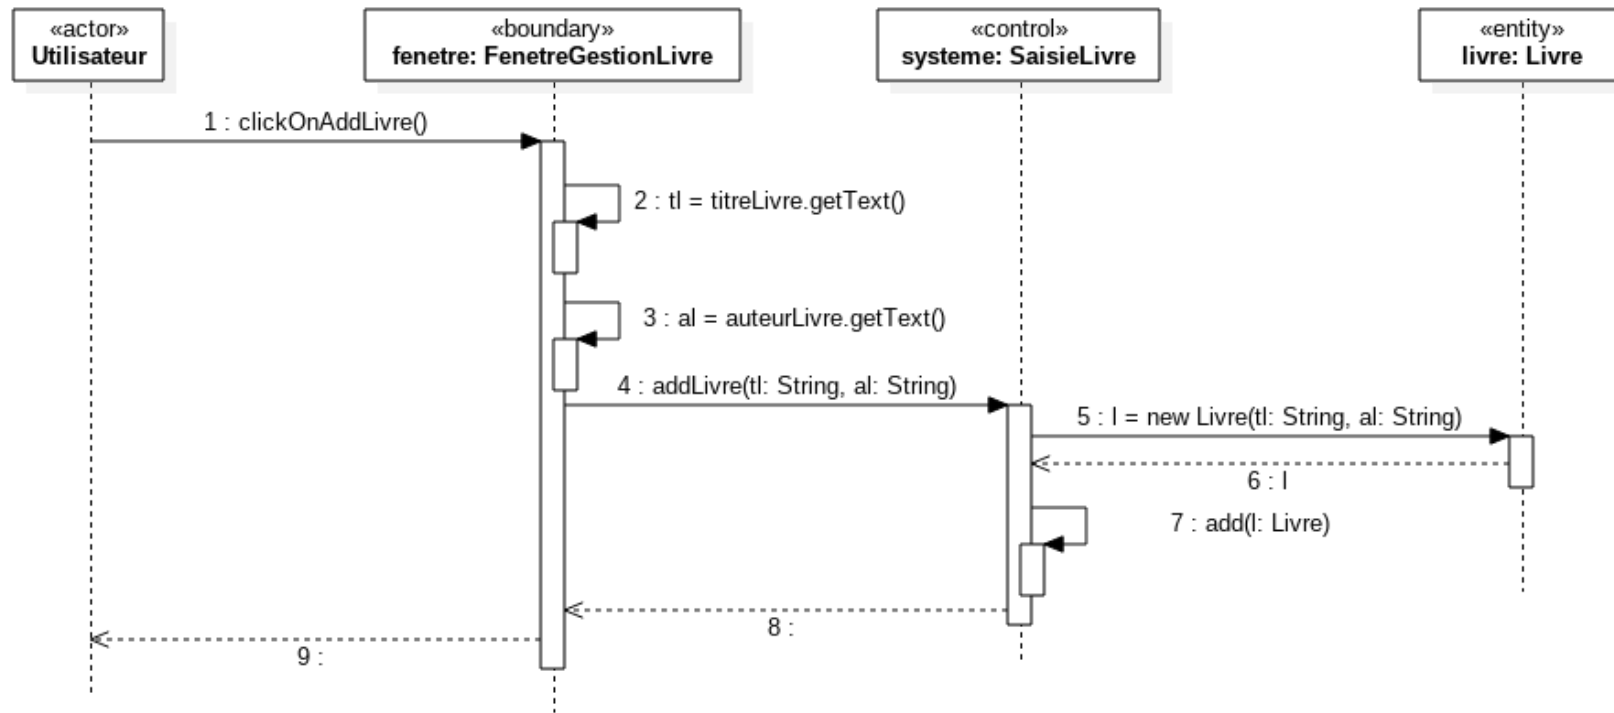 «actor»
Utilisateur
«boundary»
fenetre: FenetreGestionLivre
«control»
systeme: SaisieLivre
«entity»
livre: Livre
1 : clickOnAddLivre()
2 : tl = titreLivre.getText()
3 : al = auteurLivre.getText()
4 : addLivre(tl: String, al: String)
5 : l = new Livre(tl: String, al: String)
6 : l
7 : add(l: Livre)
8 :
9 :